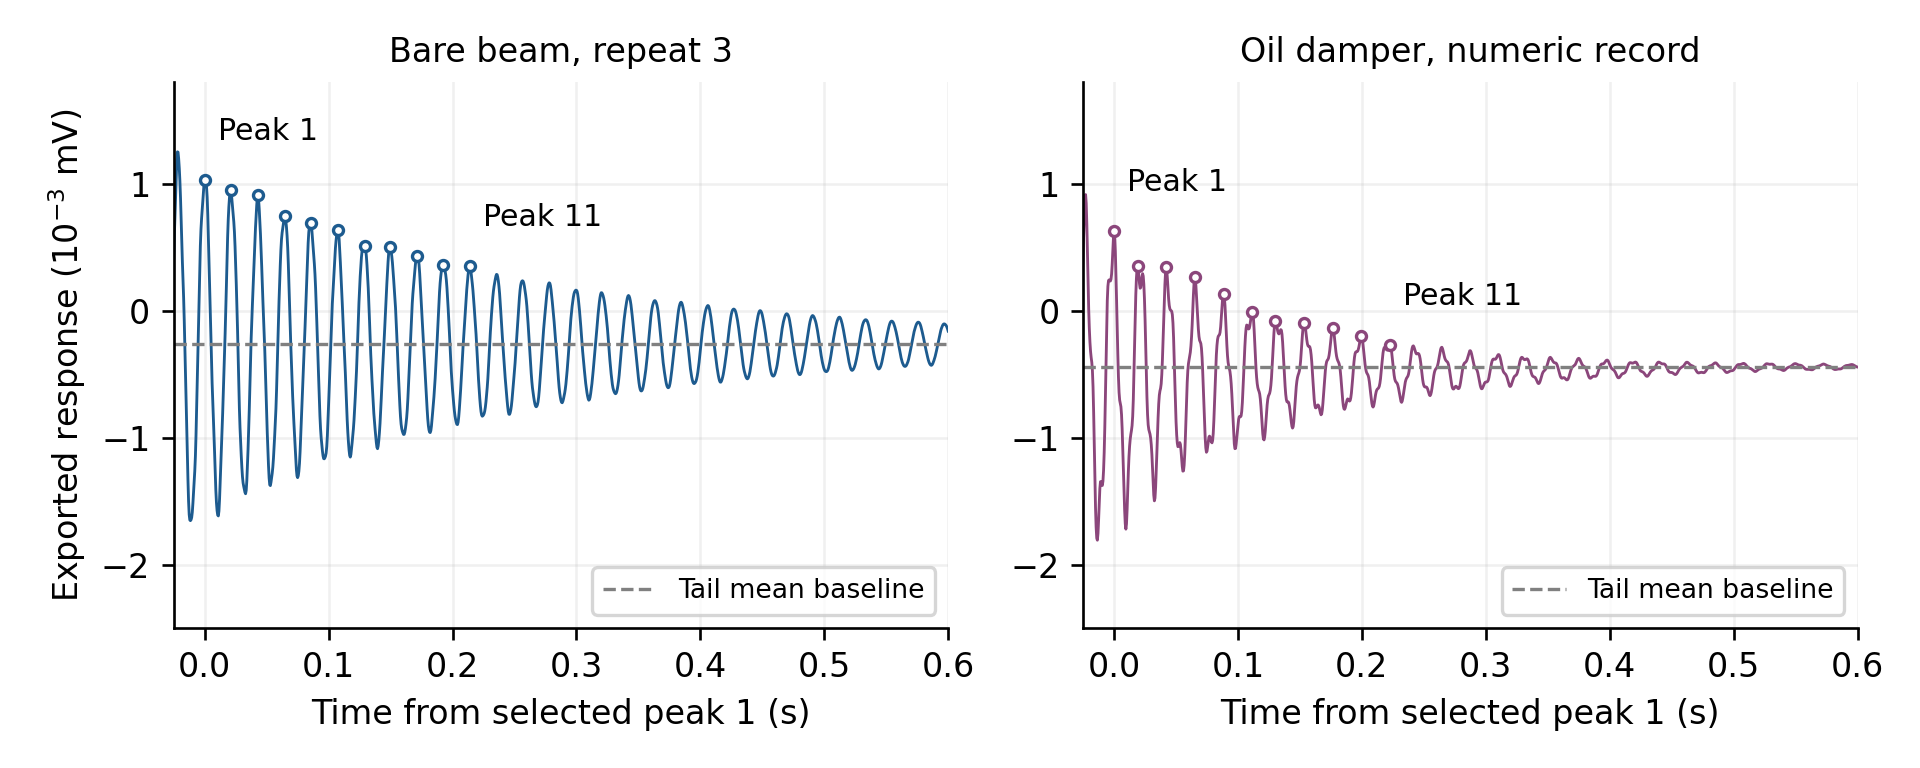 Bare beam, repeat 3
Exported response (10⁻³ mV)
1
0
−1
−2
Peak 1
Peak 11
Tail mean baseline
0.0 0.1 0.2 0.3 0.4 0.5 0.6
Time from selected peak 1 (s)
Oil damper, numeric record
1
0
−1
−2
Peak 1
Peak 11
Tail mean baseline
0.0 0.1 0.2 0.3 0.4 0.5 0.6
Time from selected peak 1 (s)